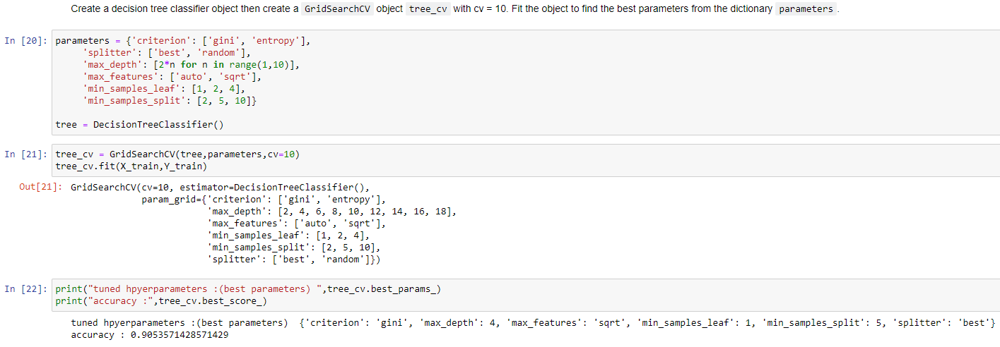 Create a decision tree classifier object then create a GridSearchCV object tree_cv with cv = 10. Fit the object to find the best parameters from the dictionary parameters .
In [20]: parameters = {'criterion': ['gini', 'entropy'],
'splitter': ['best', 'random'],
'max_depth': [2*n for n in range(1,10)],
'max_features': ['auto', 'sqrt'],
'min_samples_leaf': [1, 2, 4],
'min_samples_split': [2, 5, 10]}
tree = DecisionTreeClassifier()
In [21]: tree_cv = GridSearchCV(tree,parameters,cv=10)
tree_cv.fit(X_train,Y_train)
Out[21]: GridSearchCV(cv=10, estimator=DecisionTreeClassifier(),
param_grid={'criterion': ['gini', 'entropy'],
'max_depth': [2, 4, 6, 8, 10, 12, 14, 16, 18],
'max_features': ['auto', 'sqrt'],
'min_samples_leaf': [1, 2, 4],
'min_samples_split': [2, 5, 10],
'splitter': ['best', 'random']})
In [22]: print("tuned hpyerparameters :(best parameters) ",tree_cv.best_params_)
print("accuracy :",tree_cv.best_score_)
tuned hpyerparameters :(best parameters)  {'criterion': 'gini', 'max_depth': 4, 'max_features': 'sqrt', 'min_samples_leaf': 1, 'min_samples_split': 5, 'splitter': 'best'}
accuracy : 0.9053571428571429